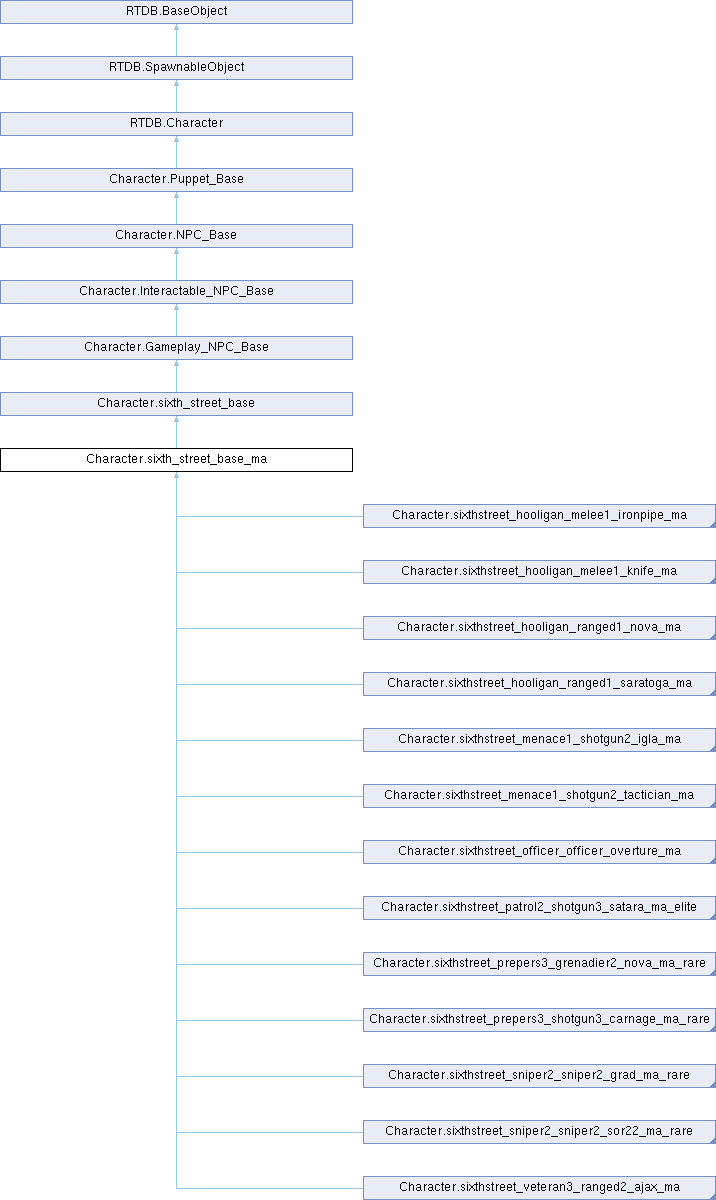 RTDB.BaseObject
RTDB.SpawnableObject
RTDB.Character
Character.Puppet_Base
Character.NPC_Base
Character.Interactable_NPC_Base
Character.Gameplay_NPC_Base
Character.sixth_street_base
Character.sixth_street_base_ma
Character.sixthstreet_hooligan_melee1_ironpipe_ma
Character.sixthstreet_hooligan_melee1_knife_ma
Character.sixthstreet_hooligan_ranged1_nova_ma
Character.sixthstreet_hooligan_ranged1_saratoga_ma
Character.sixthstreet_menace1_shotgun2_igla_ma
Character.sixthstreet_menace1_shotgun2_tactician_ma
Character.sixthstreet_officer_officer_overture_ma
Character.sixthstreet_patrol2_shotgun3_satara_ma_elite
Character.sixthstreet_prepers3_grenadier2_nova_ma_rare
Character.sixthstreet_prepers3_shotgun3_carnage_ma_rare
Character.sixthstreet_sniper2_sniper2_grad_ma_rare
Character.sixthstreet_sniper2_sniper2_sor22_ma_rare
Character.sixthstreet_veteran3_ranged2_ajax_ma